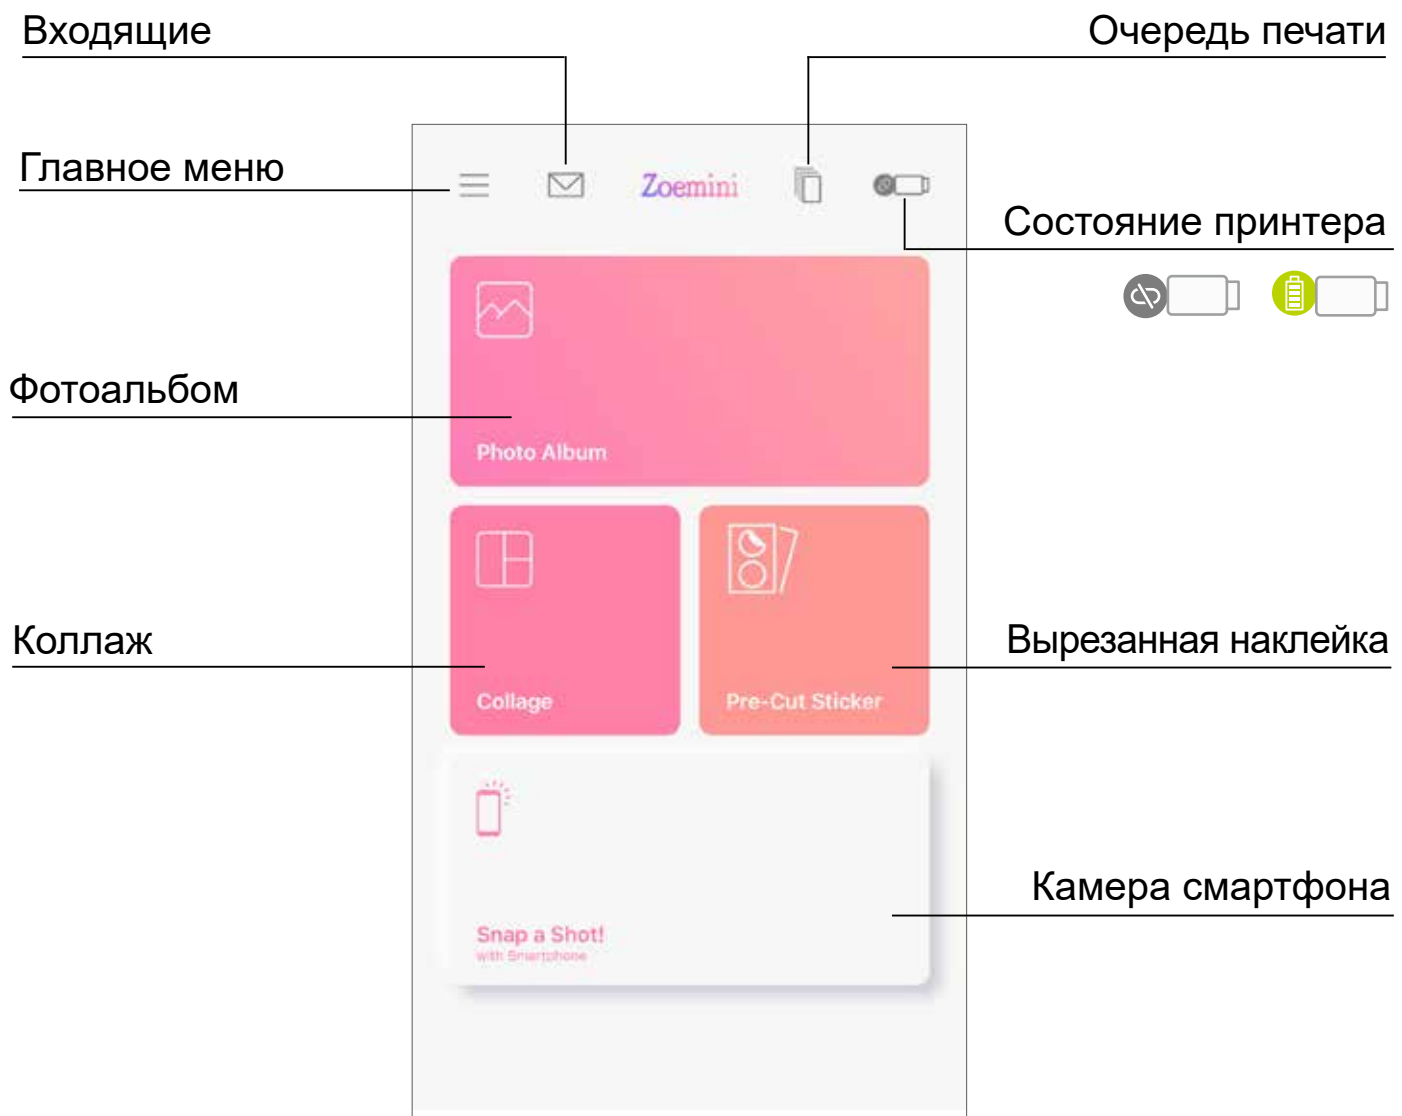 Входящие
Очередь печати
Главное меню
Zoemini
Состояние принтера
Фотоальбом
Photo Album
Коллаж
Вырезанная наклейка
Collage
Pre-Cut Sticker
Камера смартфона
Snap a Shot!
with Smartphone